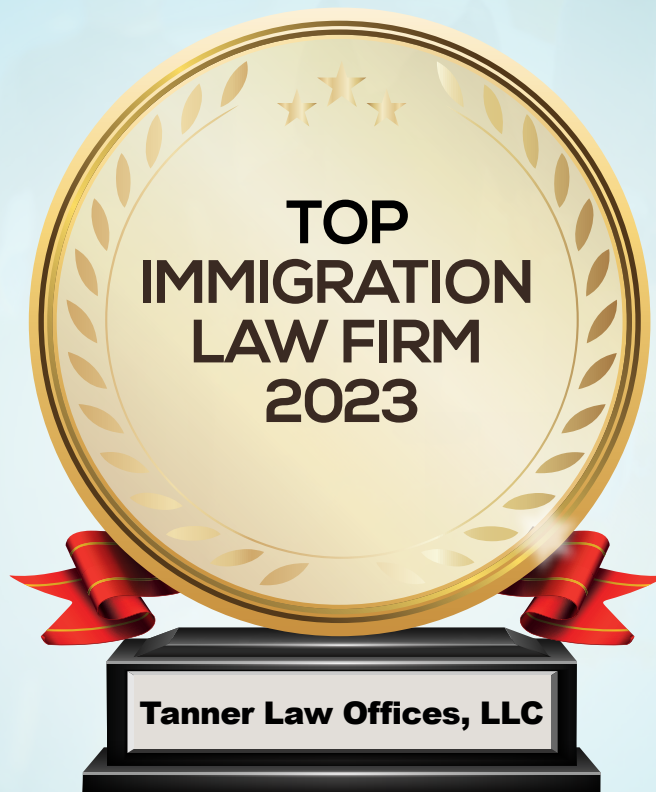 TOP
IMMIGRATION
LAW FIRM
2023
Tanner Law Offices, LLC